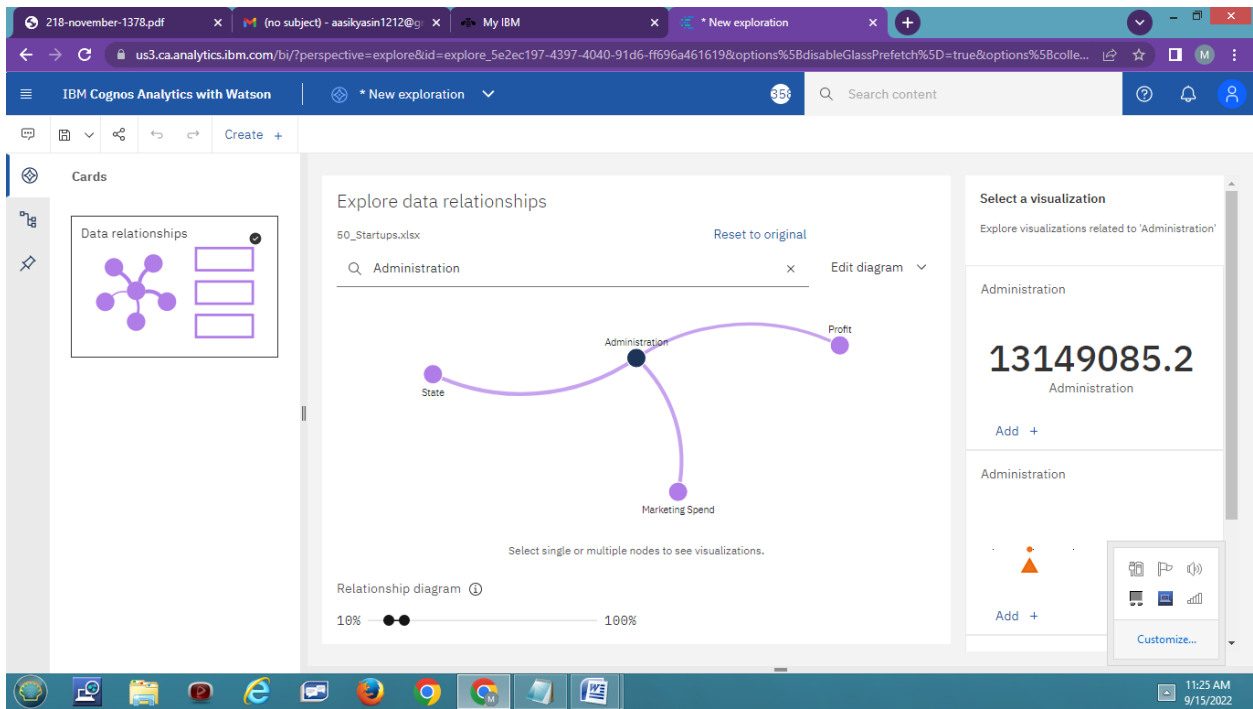 218-november-1378.pdf
(no subject) - aasikyasin1212@g
My IBM
* New exploration
us3.ca.analytics.ibm.com/bi/?perspective=explore&id=explore_5e2ec197-4397-4040-91d6-ff696a461619&options%5BdisableGlassPrefetch%5D=true&options%5Bcolle...
M
IBM Cognos Analytics with Watson
* New exploration
Search content
Create +
Cards
Data relationships
Explore data relationships
50_Startups.xlsx
Reset to original
Administration
Edit diagram
Administration
Profit
State
Marketing Spend
Select single or multiple nodes to see visualizations.
Relationship diagram
10%
100%
Select a visualization
Explore visualizations related to 'Administration'
Administration
13149085.2
Administration
Add +
Administration
Add +
Customize...
11:25 AM
9/15/2022